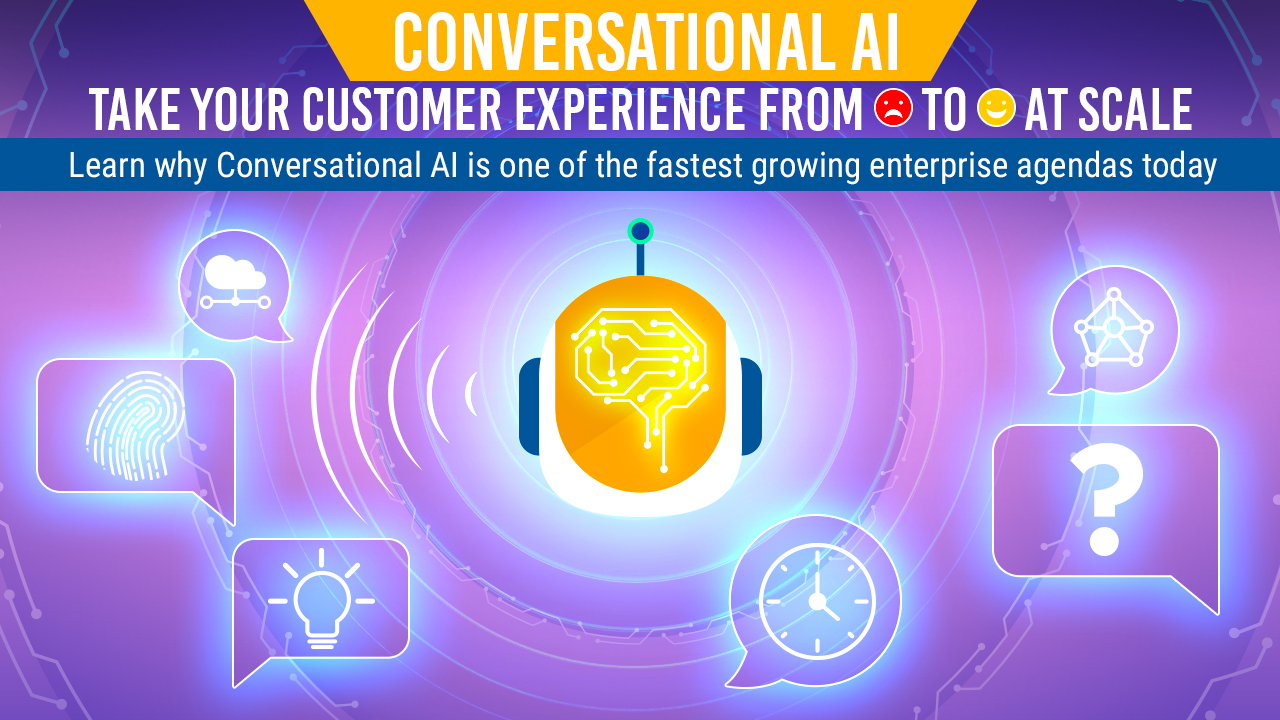 CONVERSATIONAL AI
TAKE YOUR CUSTOMER EXPERIENCE FROM TO AT SCALE
Learn why Conversational AI is one of the fastest growing enterprise agendas today
?